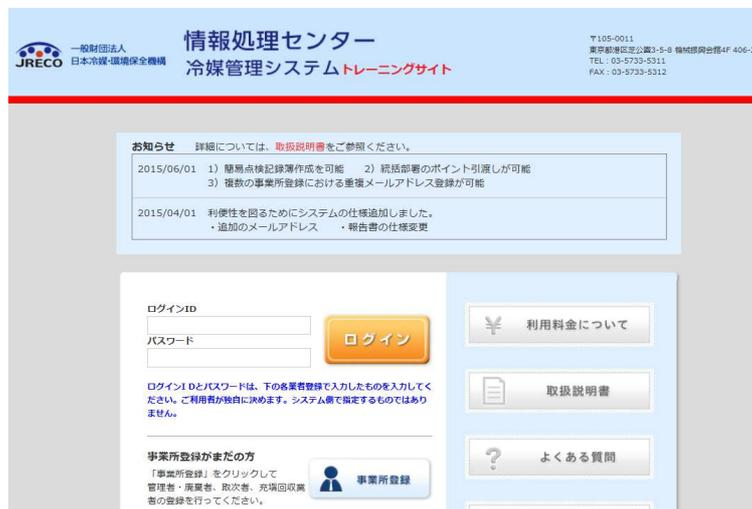 JRECO
一般財団法人
日本冷媒・環境保全機構
情報処理センター
冷媒管理システムトレーニングサイト
〒105-0011
東京都港区芝公園3-5-8 機械振興会館4F 406-2
TEL : 03-5733-5311
FAX : 03-5733-5312
お知らせ 詳細については、取扱説明書をご参照ください。
2015/06/01 1）簡易点検記録簿作成を可能 2）統括部署のポイント引渡しが可能
3）複数の事業所登録における重複メールアドレス登録が可能
2015/04/01 利便性を図るためにシステムの仕様追加しました。
・追加のメールアドレス ・報告書の仕様変更
ログインID
パスワード
ログイン
ログインＩＤとパスワードは、下の各業者登録で入力したものを入力してく
ださい。ご利用者が独自に決めます。システム側で指定するものではあり
ません。
事業所登録がまだの方
「事業所登録」をクリックして
管理者・廃棄者、取次者、充填回収業
者の登録を行ってください。
事業所登録
¥ 利用料金について
取扱説明書
? よくある質問